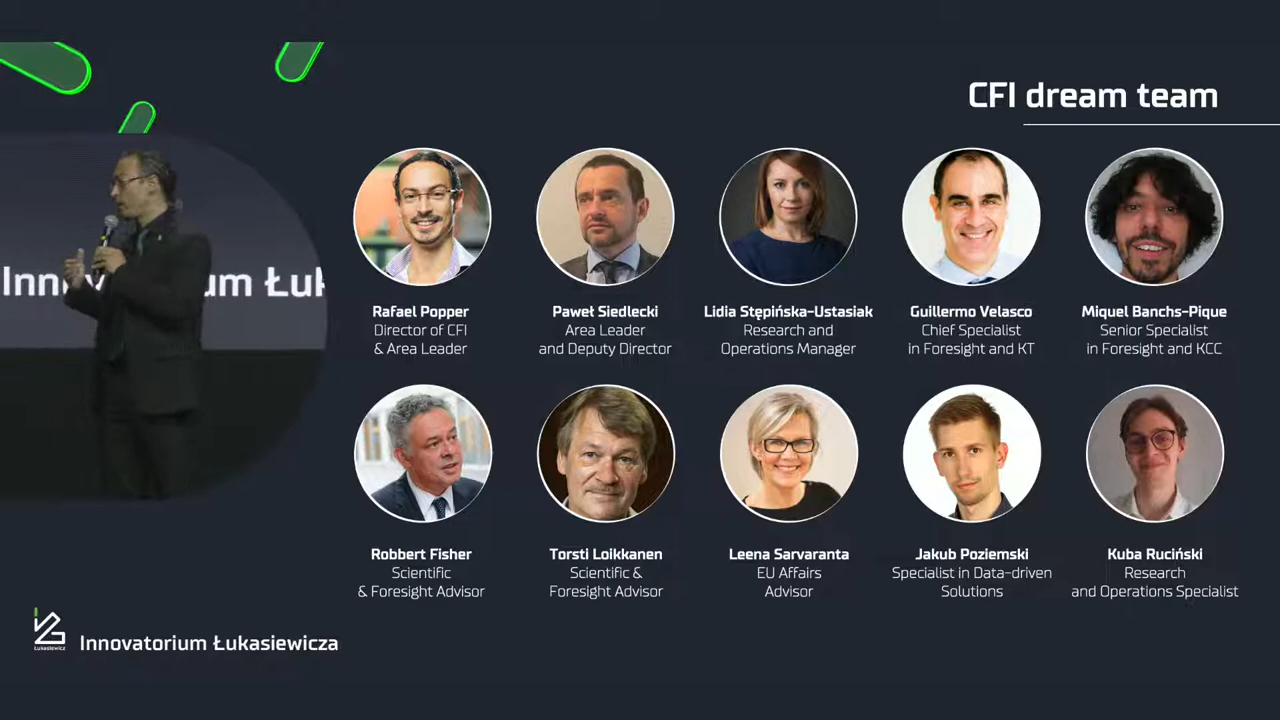 CFI dream team
Innovatorium Łuk
Rafael Popper
Director of CFI
& Area Leader
Paweł Siedlecki
Area Leader
and Deputy Director
Lidia Stępińska-Ustasiak
Research and
Operations Manager
Guillermo Velasco
Chief Specialist
in Foresight and KT
Miquel Banchs-Pique
Senior Specialist
in Foresight and KCC
Robbert Fisher
Scientific
& Foresight Advisor
Torsti Loikkanen
Scientific &
Foresight Advisor
Leena Sarvaranta
EU Affairs
Advisor
Jakub Poziemski
Specialist in Data-driven
Solutions
Kuba Ruciński
Research
and Operations Specialist
Łukasiewicz
Innovatorium Łukasiewicza